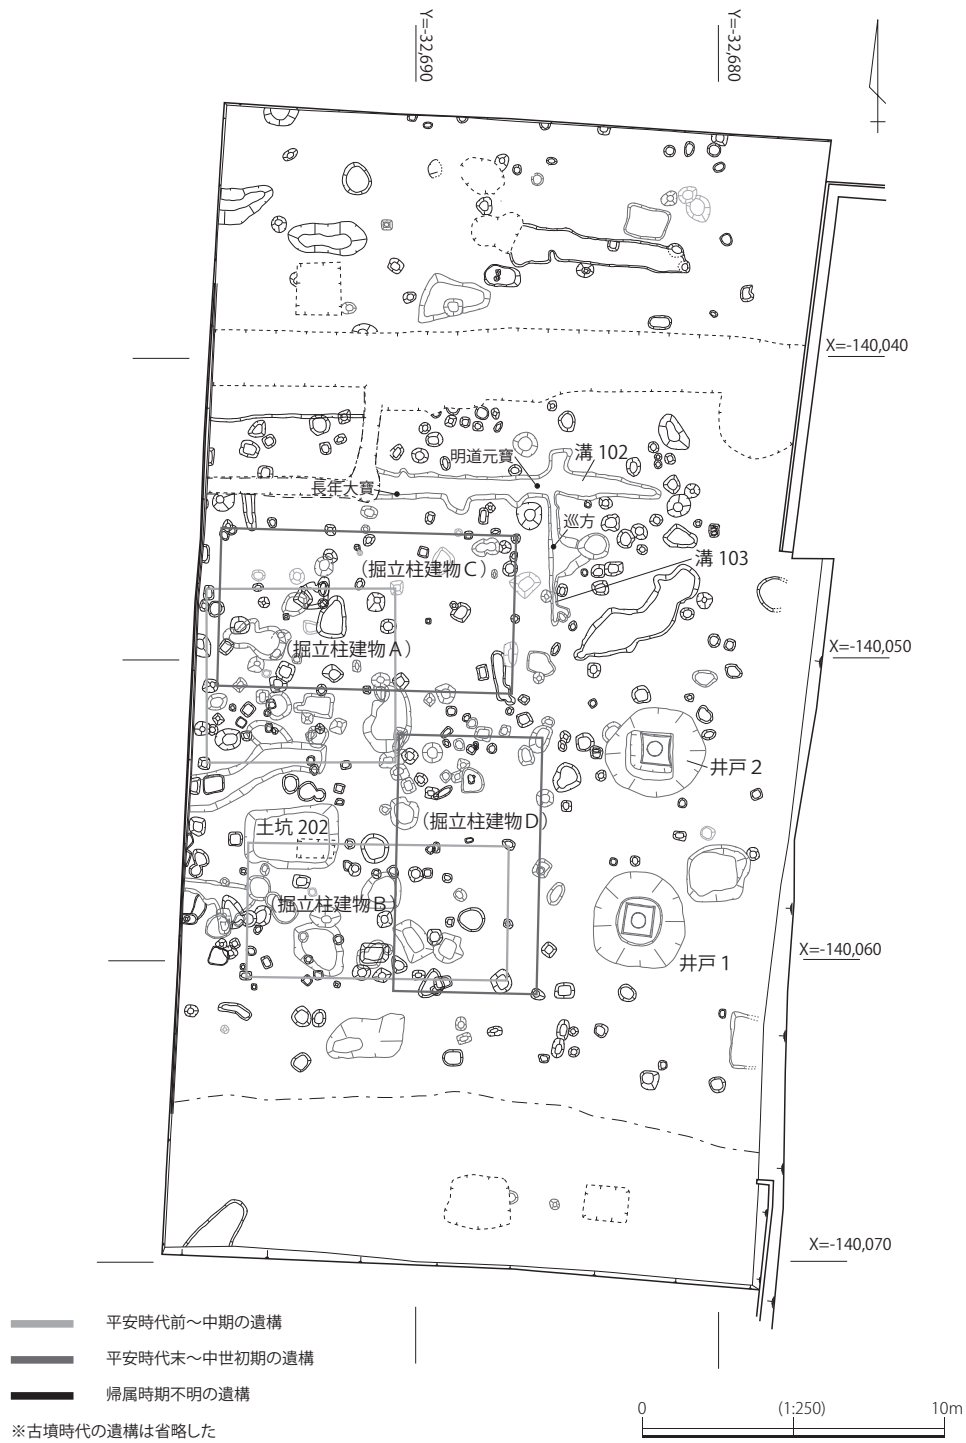 Y=-32,690
Y=-32,680
X=-140,040
明道元寶
溝 102
長年大寶
巡方
（掘立柱建物C）
溝 103
（掘立柱建物A）
X=-140,050
井戸 2
土坑 202
（掘立柱建物D）
（掘立柱建物B）
井戸 1
X=-140,060
X=-140,070
平安時代前～中期の遺構
平安時代末～中世初期の遺構
帰属時期不明の遺構
※古墳時代の遺構は省略した
0 (1:250) 10m